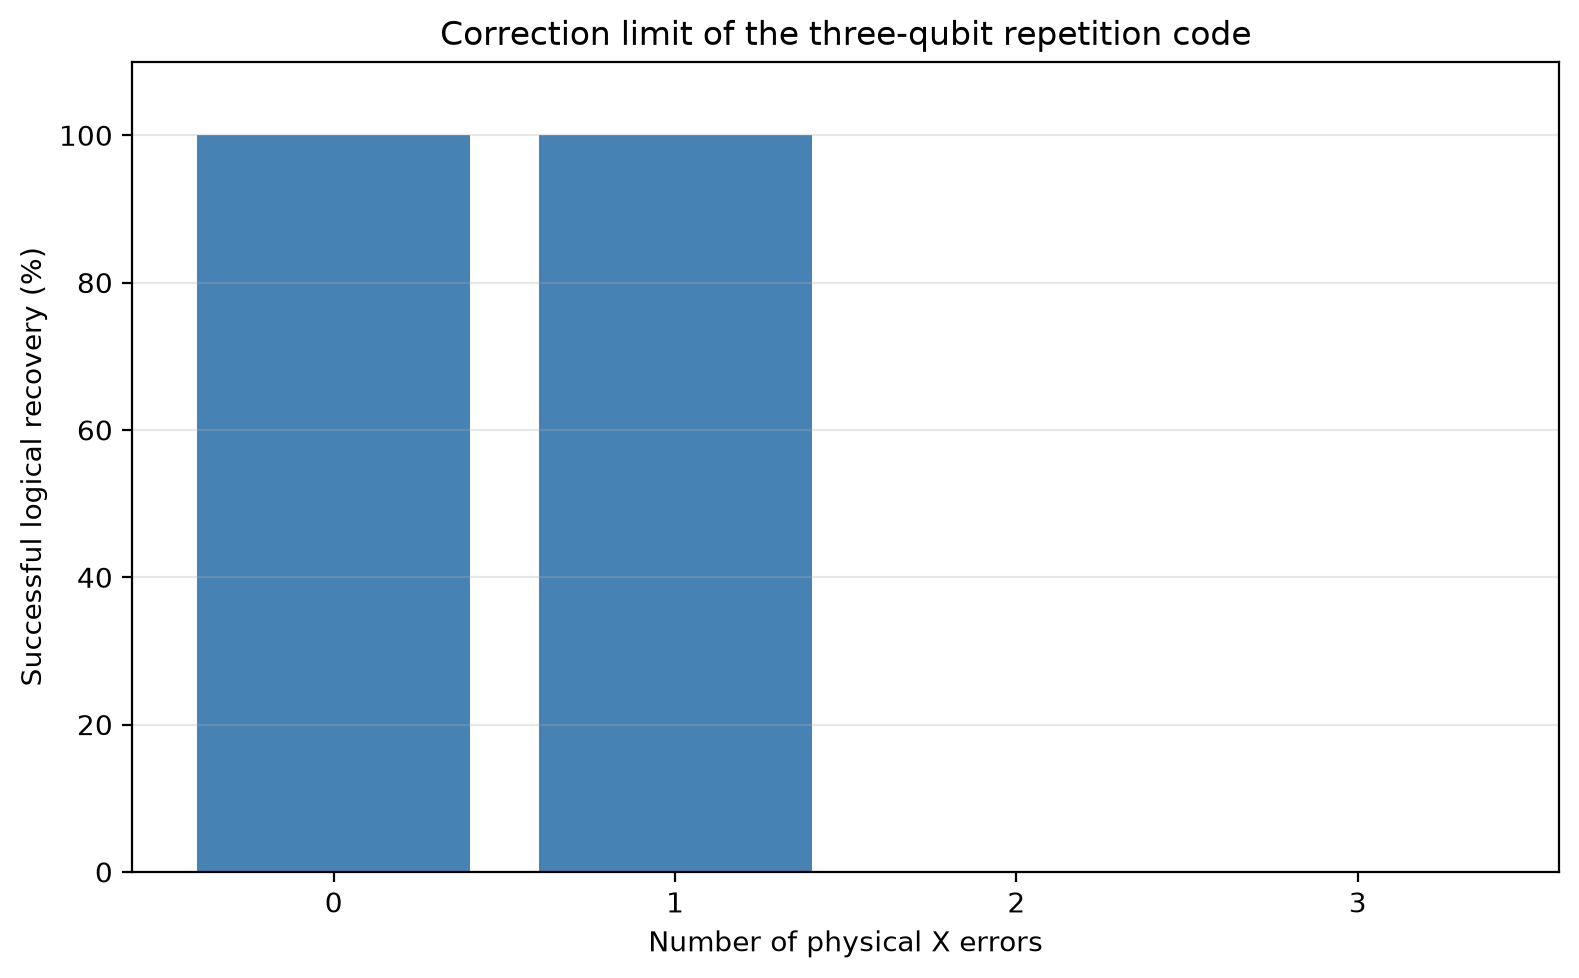 Correction limit of the three-qubit repetition code
Successful logical recovery (%)
100
80
60
40
20
0
0 1 2 3
Number of physical X errors